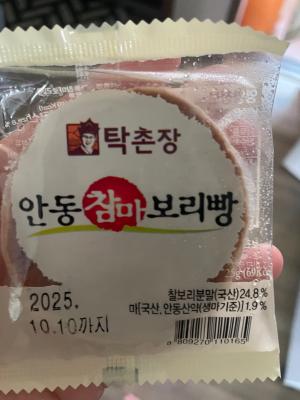 탁촌장
안동참마보리빵
2025.
10.10까지
찰보리분말(국산)24.8%
마[국산, 안동산약(생마기준)] 1.9%
8809270110165